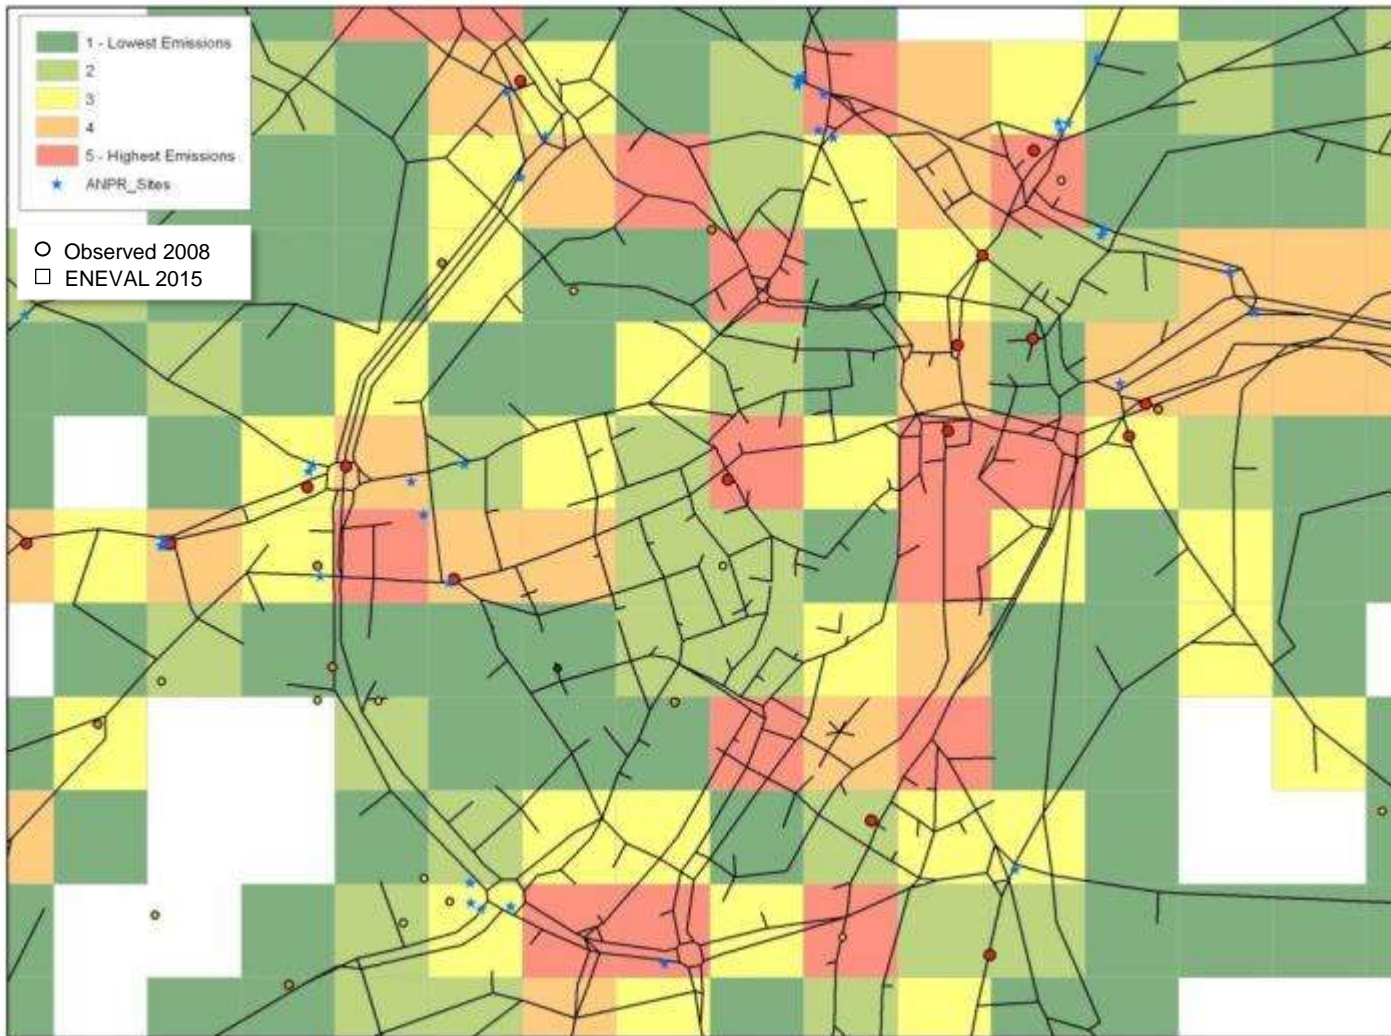 1 - Lowest Emissions
2
3
4
5 - Highest Emissions
ANPR_Sites
Observed 2008
ENEVAL 2015